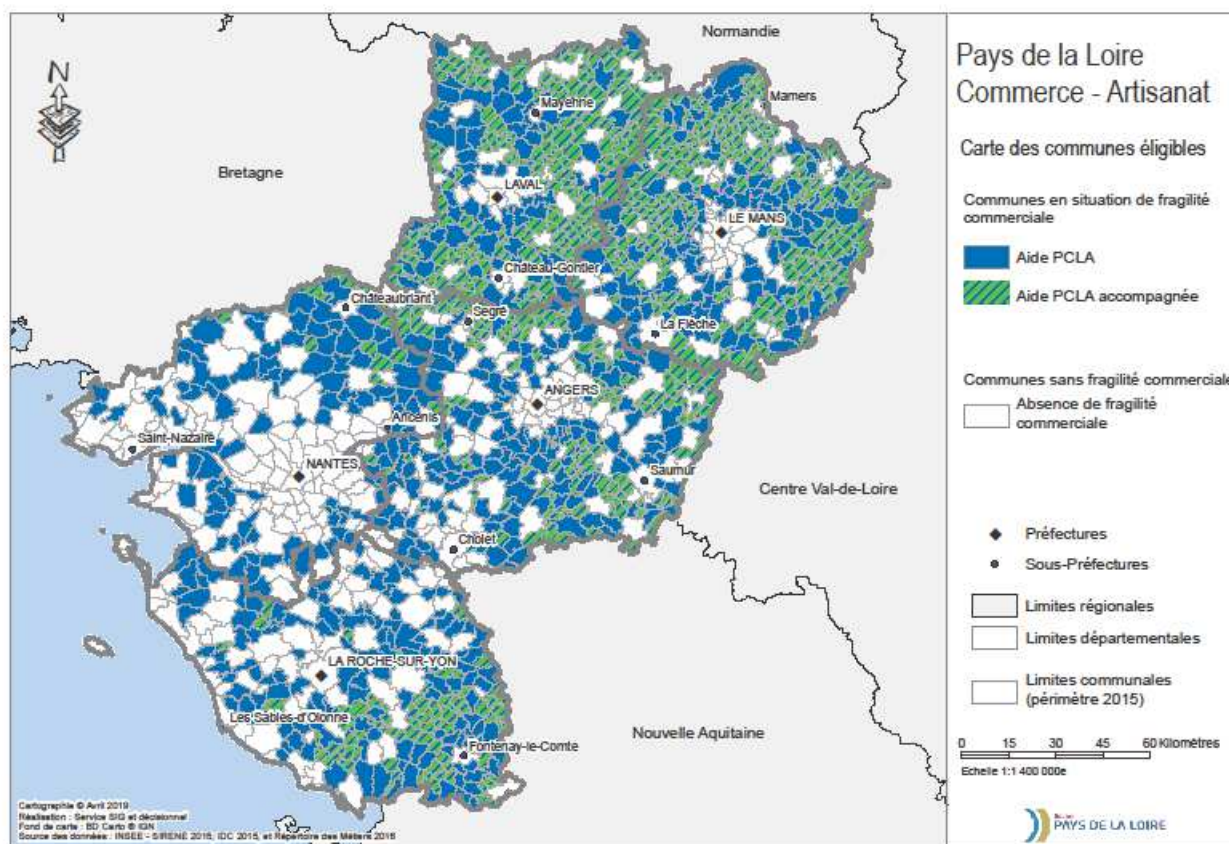 Pays de la Loire
Commerce - Artisanat
Carte des communes éligibles
Communes en situation de fragilité
commerciale
Aide PCLA
Aide PCLA accompagnée
Communes sans fragilité commerciale
Absence de fragilité
commerciale
Préfectures
Sous-Préfectures
Limites régionales
Limites départementales
Limites communales
(périmètre 2015)
0 15 30 45 60 Kilomètres
Echelle 1:1 400 000e
PAYS DE LA LOIRE
N
Normandie
Bretagne
Mayenne
Mamers
LAVAL
LE MANS
Château-Gontier
Châteaubriant
Segré
La Flèche
ANGERS
Ancenis
Saint-Nazaire
NANTES
Saumur
Centre Val-de-Loire
Cholet
LA ROCHE-SUR-YON
Les Sables-d'Olonne
Nouvelle Aquitaine
Fontenay-le-Comte
Cartographie © Avril 2019
Réalisation : Service SIG et décisionnel
Fond de carte : BD Carto © IGN
Source des données : INSEE - SIRENE 2015, IDC 2015, et Répertoire des Métiers 2016